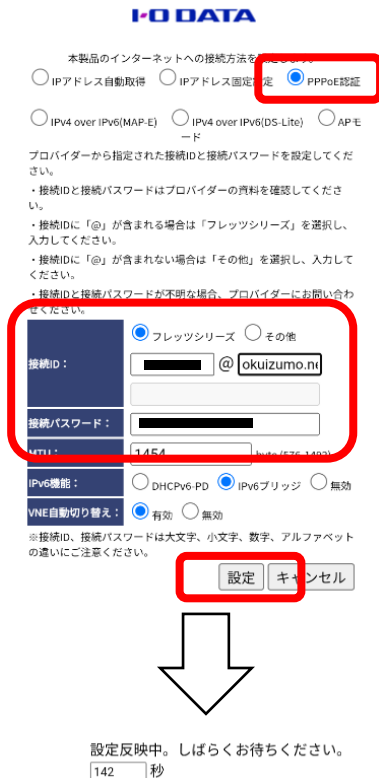 I-O DATA
本製品のインターネットへの接続方法を設定します。
IPアドレス自動取得 IPアドレス固定設定 PPPoE認証
IPv4 over IPv6(MAP-E) IPv4 over IPv6(DS-Lite) APモ
ード
プロバイダーから指定された接続IDと接続パスワードを設定してくだ
さい。
・接続IDと接続パスワードはプロバイダーの資料を確認してくださ
い。
・接続IDに「@」が含まれる場合は「フレッツシリーズ」を選択し、
入力してください。
・接続IDに「@」が含まれない場合は「その他」を選択し、入力して
ください。
・接続IDと接続パスワードが不明な場合、プロバイダーにお問い合わ
せください。
フレッツシリーズ その他
接続ID： @ okuizumo.ne
接続パスワード：
MTU： 1454 byte (576-1492)
IPv6機能： DHCPv6-PD IPv6ブリッジ 無効
VNE自動切り替え： 有効 無効
※接続ID、接続パスワードは大文字、小文字、数字、アルファベット
の違いにご注意ください。
設定 キャンセル
設定反映中。しばらくお待ちください。
142 秒